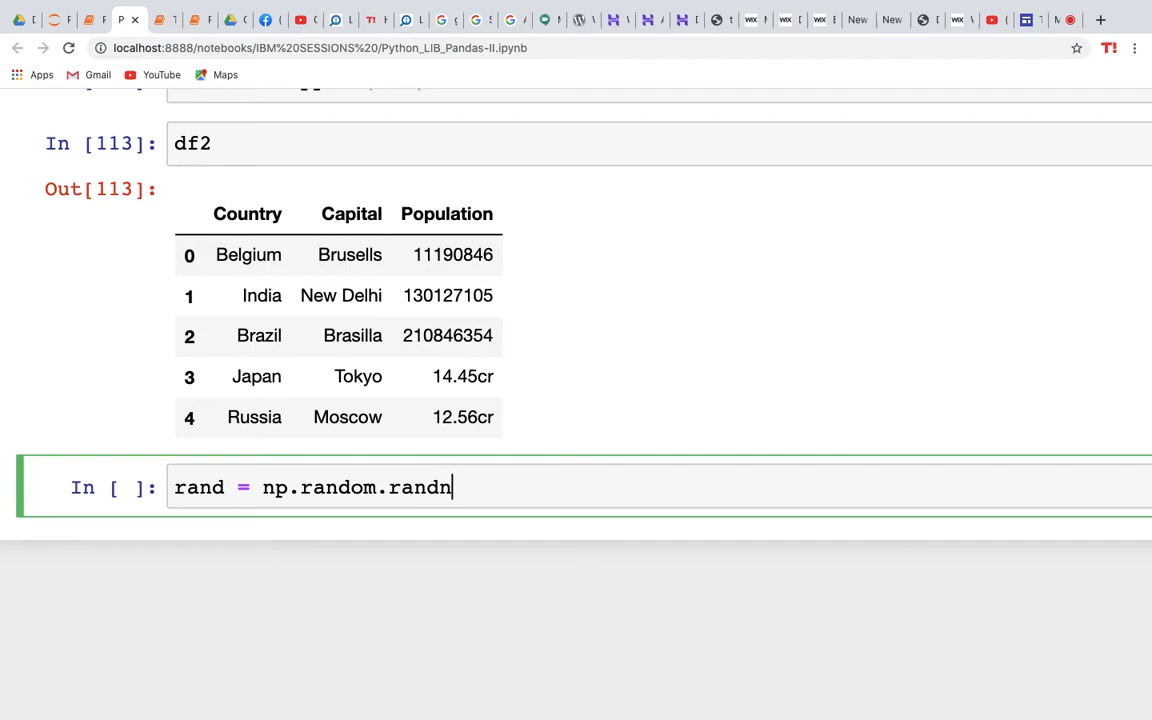 P
localhost:8888/notebooks/IBM%20SESSIONS%20/Python_LIB_Pandas-II.ipynb
Apps Gmail YouTube Maps
In [113]: df2
Out[113]:
Country Capital Population
0 Belgium Brusells 11190846
1 India New Delhi 130127105
2 Brazil Brasilla 210846354
3 Japan Tokyo 14.45cr
4 Russia Moscow 12.56cr
In [ ]: rand = np.random.randn